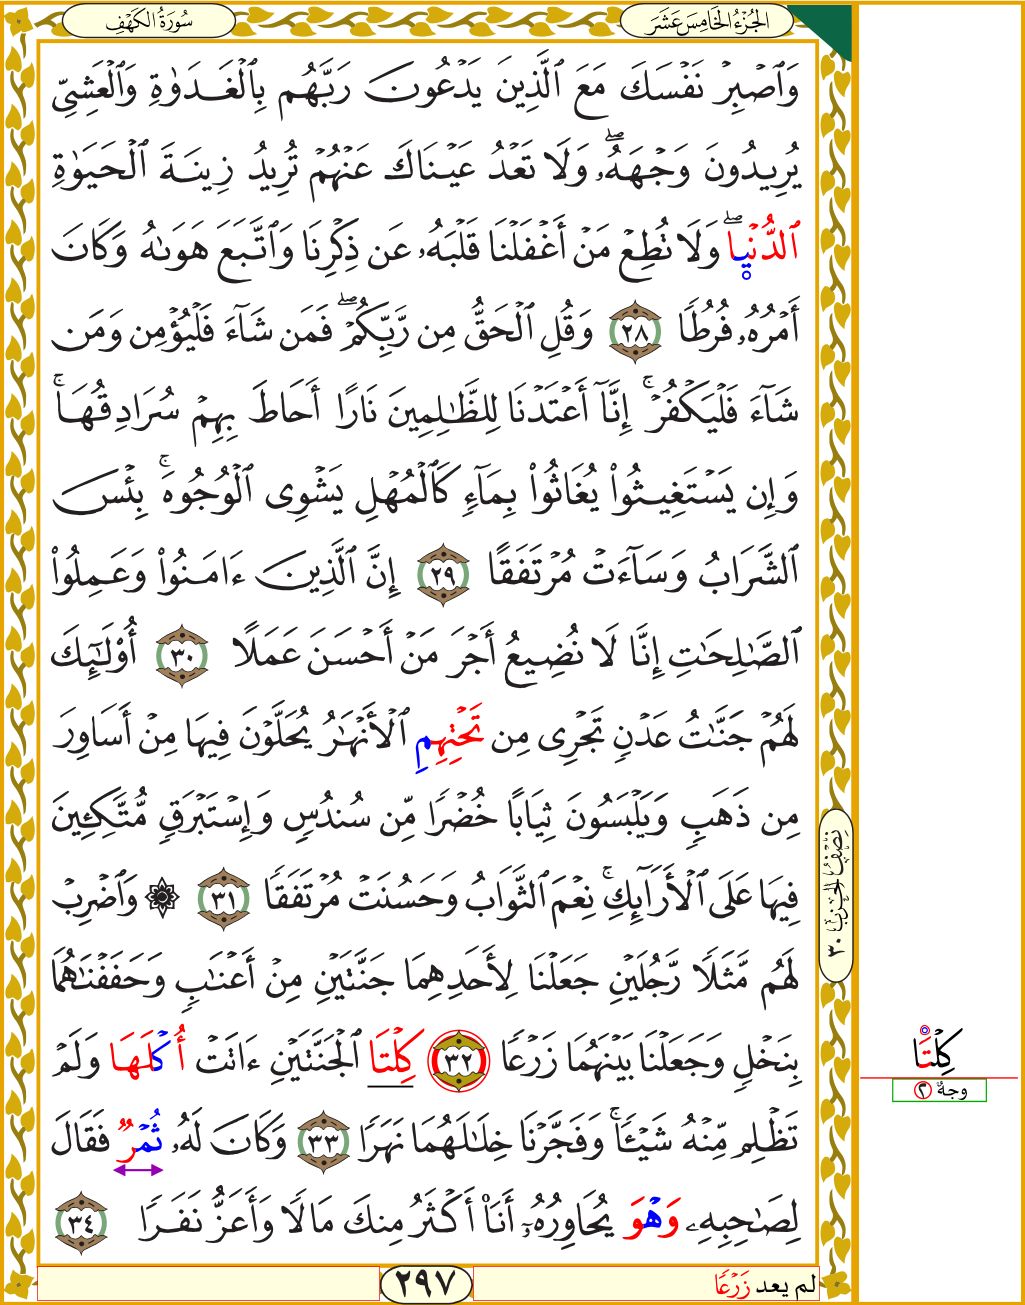 سُورَةُ الكَهْفِ
الجُزْءُ الخَامِسَ عَشَرَ
وَٱصۡبِرۡ نَفۡسَكَ مَعَ ٱلَّذِينَ يَدۡعُونَ رَبَّهُم بِٱلۡغَدَوٰةِ وَٱلۡعَشِيِّ
يُرِيدُونَ وَجۡهَهُۥۖ وَلَا تَعۡدُ عَيۡنَاكَ عَنۡهُمۡ تُرِيدُ زِينَةَ ٱلۡحَيَوٰةِ
ٱلدُّنۡيٜاۖ وَلَا تُطِعۡ مَنۡ أَغۡفَلۡنَا قَلۡبَهُۥ عَن ذِكۡرِنَا وَٱتَّبَعَ هَوَىٰهُ وَكَانَ
أَمۡرُهُۥ فُرُطٗا ٢٨ وَقُلِ ٱلۡحَقُّ مِن رَّبِّكُمۡۖ فَمَن شَآءَ فَلۡيُؤۡمِن وَمَن
شَآءَ فَلۡيَكۡفُرۡۚ إِنَّآ أَعۡتَدۡنَا لِلظَّٰلِمِينَ نَارًا أَحَاطَ بِهِمۡ سُرَادِقُهَاۚ
وَإِن يَسۡتَغِيثُواْ يُغَاثُواْ بِمَآءٖ كَٱلۡمُهۡلِ يَشۡوِي ٱلۡوُجُوهَۚ بِئۡسَ
ٱلشَّرَابُ وَسَآءَتۡ مُرۡتَفَقًا ٢٩ إِنَّ ٱلَّذِينَ ءَامَنُواْ وَعَمِلُواْ
ٱلصَّٰلِحَٰتِ إِنَّا لَا نُضِيعُ أَجۡرَ مَنۡ أَحۡسَنَ عَمَلًا ٣٠ أُوْلَٰٓئِكَ
لَهُمۡ جَنَّٰتُ عَدۡنٖ تَجۡرِي مِن تَحۡتِهِمِ ٱلۡأَنۡهَٰرُ يُحَلَّوۡنَ فِيهَا مِنۡ أَسَاوِرَ
مِن ذَهَبٖ وَيَلۡبَسُونَ ثِيَابًا خُضۡرٗا مِّن سُندُسٖ وَإِسۡتَبۡرَقٖ مُّتَّكِـِٔينَ
فِيهَا عَلَى ٱلۡأَرَآئِكِۚ نِعۡمَ ٱلثَّوَابُ وَحَسُنَتۡ مُرۡتَفَقٗا ٣١ ۞ وَٱضۡرِبۡ
لَهُم مَّثَلٗا رَّجُلَيۡنِ جَعَلۡنَا لِأَحَدِهِمَا جَنَّتَيۡنِ مِنۡ أَعۡنَٰبٖ وَحَفَفۡنَٰهُمَا
بِنَخۡلٖ وَجَعَلۡنَا بَيۡنَهُمَا زَرۡعٗا ٣٢ كِلۡتَا ٱلۡجَنَّتَيۡنِ ءَاتَتۡ أُكۡلَهَا وَلَمۡ
تَظۡلِم مِّنۡهُ شَيۡـٔٗاۚ وَفَجَّرۡنَا خِلَٰلَهُمَا نَهَرٗا ٣٣ وَكَانَ لَهُۥ ثُمۡرٞ فَقَالَ
لِصَٰحِبِهِۦ وَهۡوَ يُحَاوِرُهُۥٓ أَنَا۠ أَكۡثَرُ مِنكَ مَالٗا وَأَعَزُّ نَفَرٗا ٣٤
نِصْفُ الحِزْبِ ٣٠
كِلۡتَا
وجهٌ ٢
لم يعد زَرۡعٗا
٢٩٧